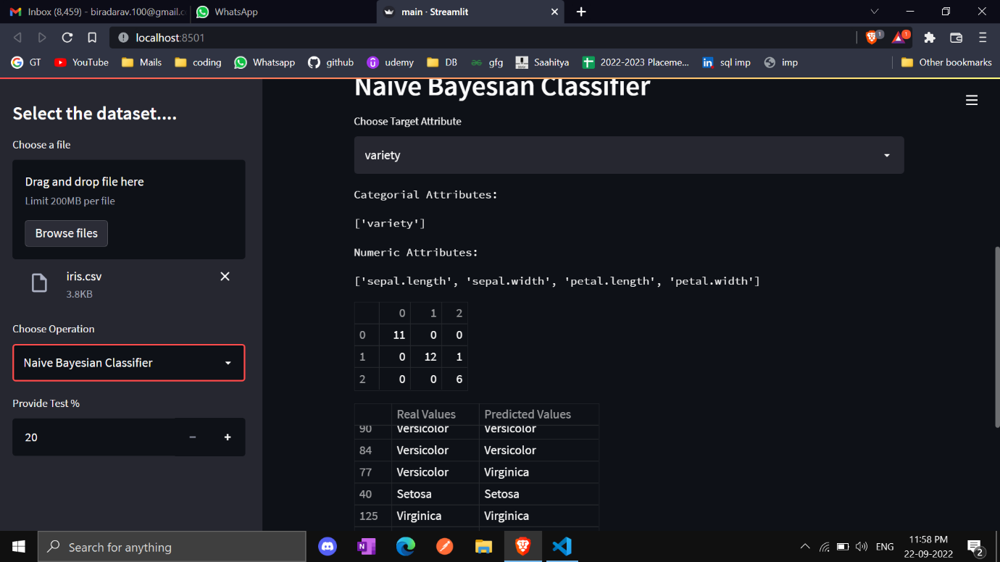 Inbox (8,459) - biradarav.100@gmail.c
WhatsApp
main · Streamlit
localhost:8501
1
1
GT
YouTube
Mails
coding
Whatsapp
github
udemy
DB
gfg
Saahitya
2022-2023 Placeme...
sql imp
imp
Other bookmarks
Select the dataset....
Choose a file
Drag and drop file here
Limit 200MB per file
Browse files
iris.csv
3.8KB
Choose Operation
Naive Bayesian Classifier
Provide Test %
20
Naive Bayesian Classifier
Choose Target Attribute
variety
Categorial Attributes:
['variety']
Numeric Attributes:
['sepal.length', 'sepal.width', 'petal.length', 'petal.width']
0 1 2
0 11 0 0
1 0 12 1
2 0 0 6
Real Values Predicted Values
90 Versicolor Versicolor
84 Versicolor Versicolor
77 Versicolor Virginica
40 Setosa Setosa
125 Virginica Virginica
Search for anything
ENG
11:58 PM
22-09-2022
2